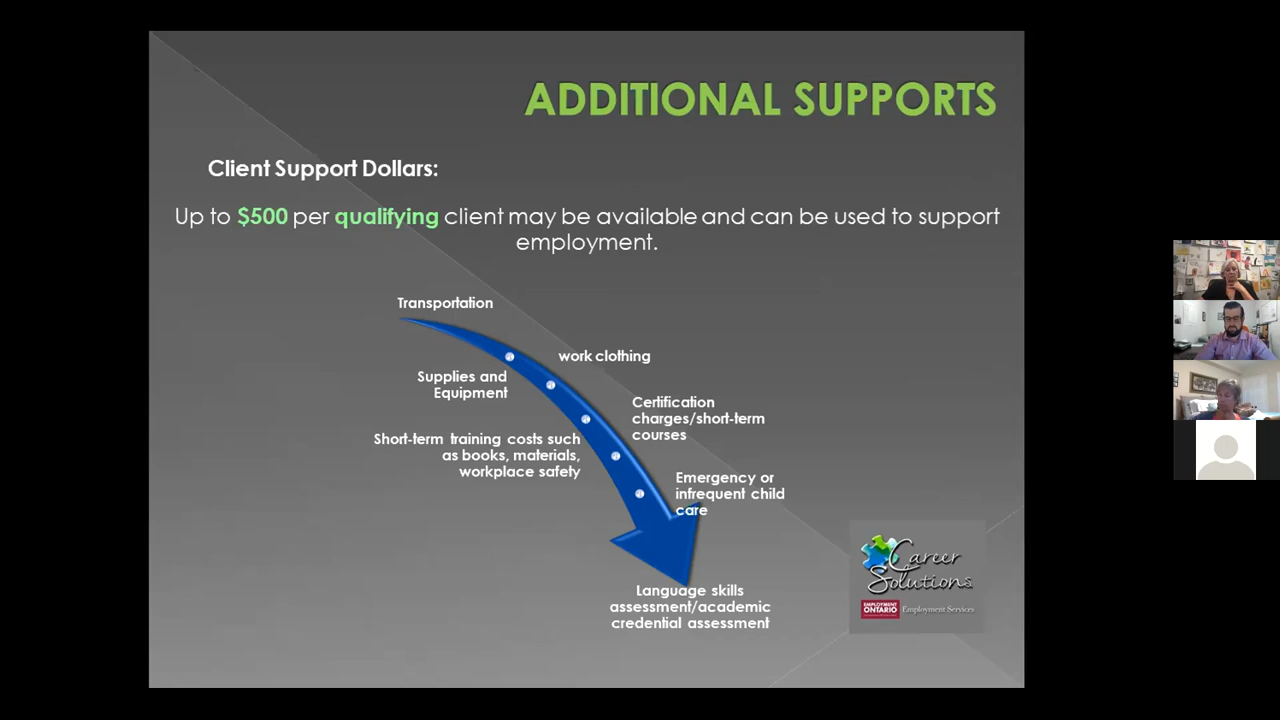 ADDITIONAL SUPPORTS
Client Support Dollars:
Up to $500 per qualifying client may be available and can be used to support
employment.
Transportation
work clothing
Supplies and
Equipment
Certification
charges/short-term
courses
Short-term training costs such
as books, materials,
workplace safety
Emergency or
infrequent child
care
Language skills
assessment/academic
credential assessment
Career
Solutions
EMPLOYMENT
ONTARIO
Employment Services